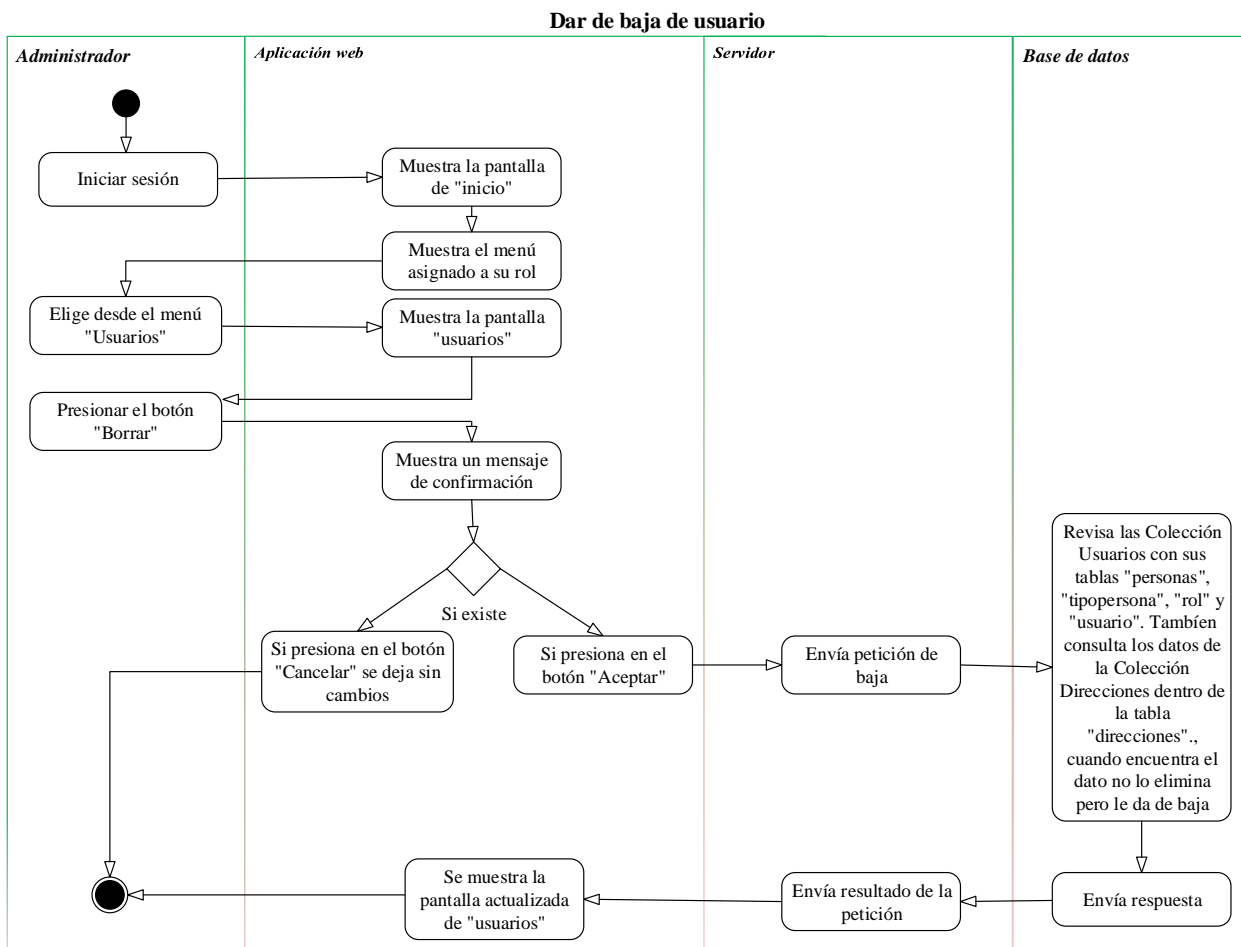 Dar de baja de usuario
Administrador
Aplicación web
Servidor
Base de datos
Iniciar sesión
Muestra la pantalla
de "inicio"
Muestra el menú
asignado a su rol
Elige desde el menú
"Usuarios"
Muestra la pantalla
"usuarios"
Presionar el botón
"Borrar"
Muestra un mensaje
de confirmación
Si existe
Si presiona en el botón
"Cancelar" se deja sin
cambios
Si presiona en el
botón "Aceptar"
Envía petición de
baja
Revisa las Colección
Usuarios con sus
tablas "personas",
"tipopersona", "rol" y
"usuario". Tambíen
consulta los datos de
la Colección
Direcciones dentro de
la tabla
"direcciones".,
cuando encuentra el
dato no lo elimina
pero le da de baja
Se muestra la
pantalla actualizada
de "usuarios"
Envía resultado de la
petición
Envía respuesta